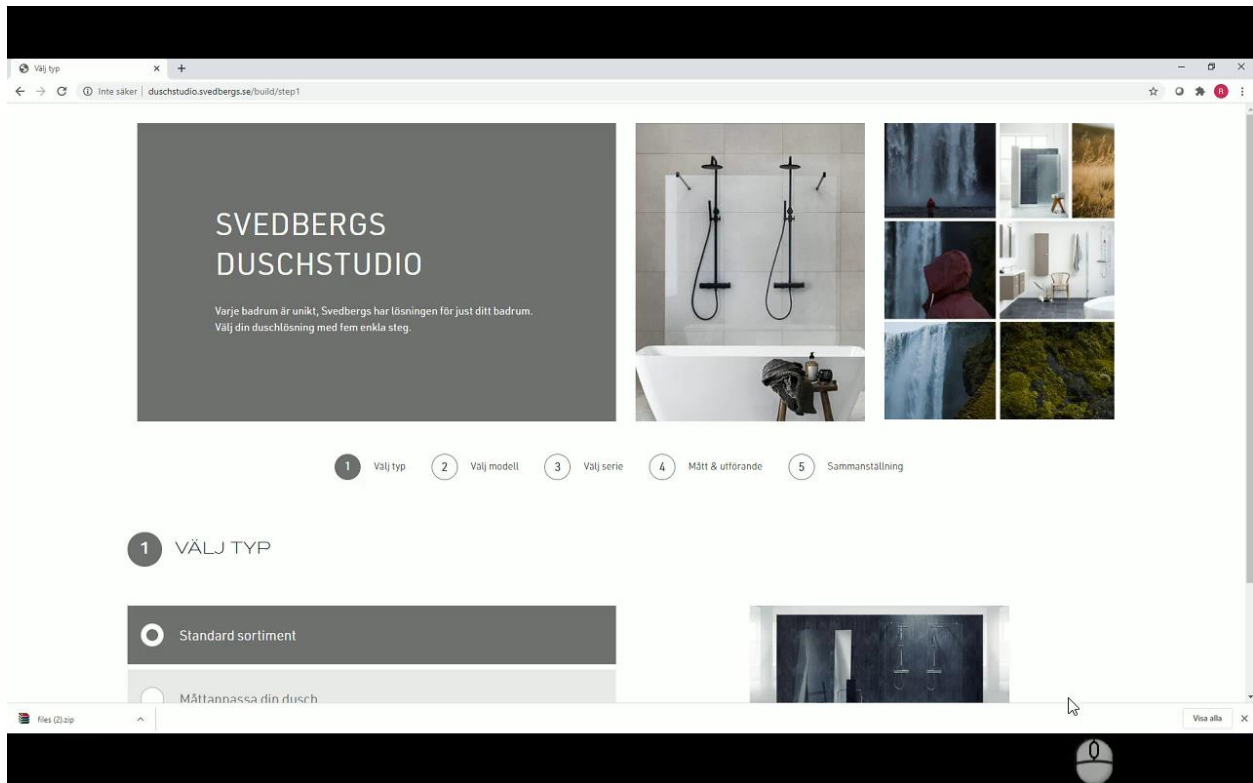 Välj typ
Inte säker | duschstudio.svedbergs.se/build/step1
R
SVEDBERGS
DUSCHSTUDIO
Varje badrum är unikt, Svedbergs har lösningen för just ditt badrum.
Välj din duschlösning med fem enkla steg.
1 Välj typ 2 Välj modell 3 Välj serie 4 Mått & utförande 5 Sammanställning
1 VÄLJ TYP
Standard sortiment
Måttanpassa din dusch
files (2).zip
Visa alla